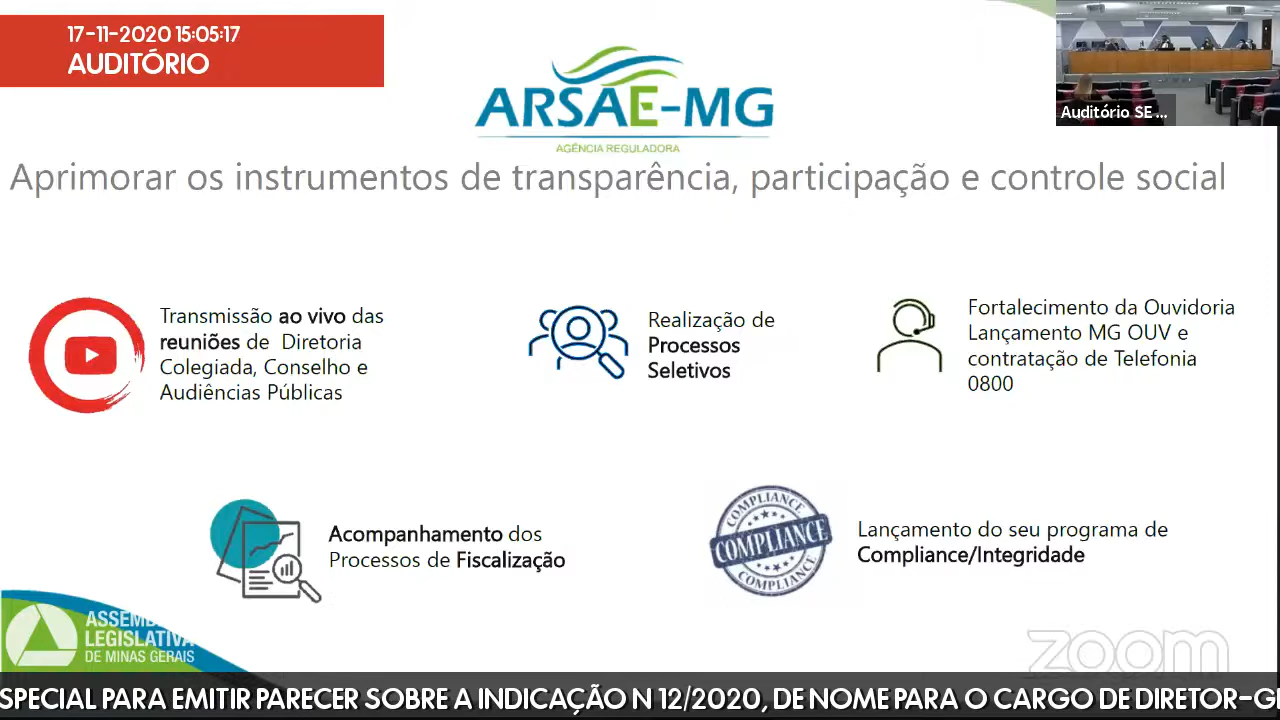 17-11-2020 15:05:17
AUDITÓRIO
Auditório SE ...
ARSAE-MG
AGÊNCIA REGULADORA
Aprimorar os instrumentos de transparência, participação e controle social
Transmissão ao vivo das
reuniões de Diretoria
Colegiada, Conselho e
Audiências Públicas
Realização de
Processos
Seletivos
Fortalecimento da Ouvidoria
Lançamento MG OUV e
contratação de Telefonia
0800
Acompanhamento dos
Processos de Fiscalização
COMPLIANCE
COMPLIANCE
COMPLIANCE
Lançamento do seu programa de
Compliance/Integridade
ASSEMB
LEGISLATIVA
DE MINAS GERAIS
zoom
SPECIAL PARA EMITIR PARECER SOBRE A INDICAÇÃO N 12/2020, DE NOME PARA O CARGO DE DIRETOR-GE